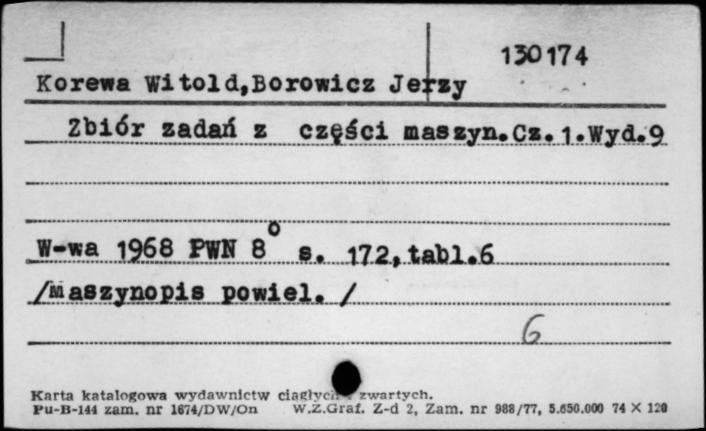 130174
Korewa Witold,Borowicz Jerzy
Zbiór zadań z części maszyn.Cz.1.Wyd.9
W-wa 1968 PWN 8° s. 172,tabl.6
/Maszynopis powiel. /
6
Karta katalogowa wydawnictw ciągłych i zwartych.
Pu-B-144 zam. nr 1674/DW/On W.Z.Graf. Z-d 2, Zam. nr 988/77, 5.650.000 74 X 120